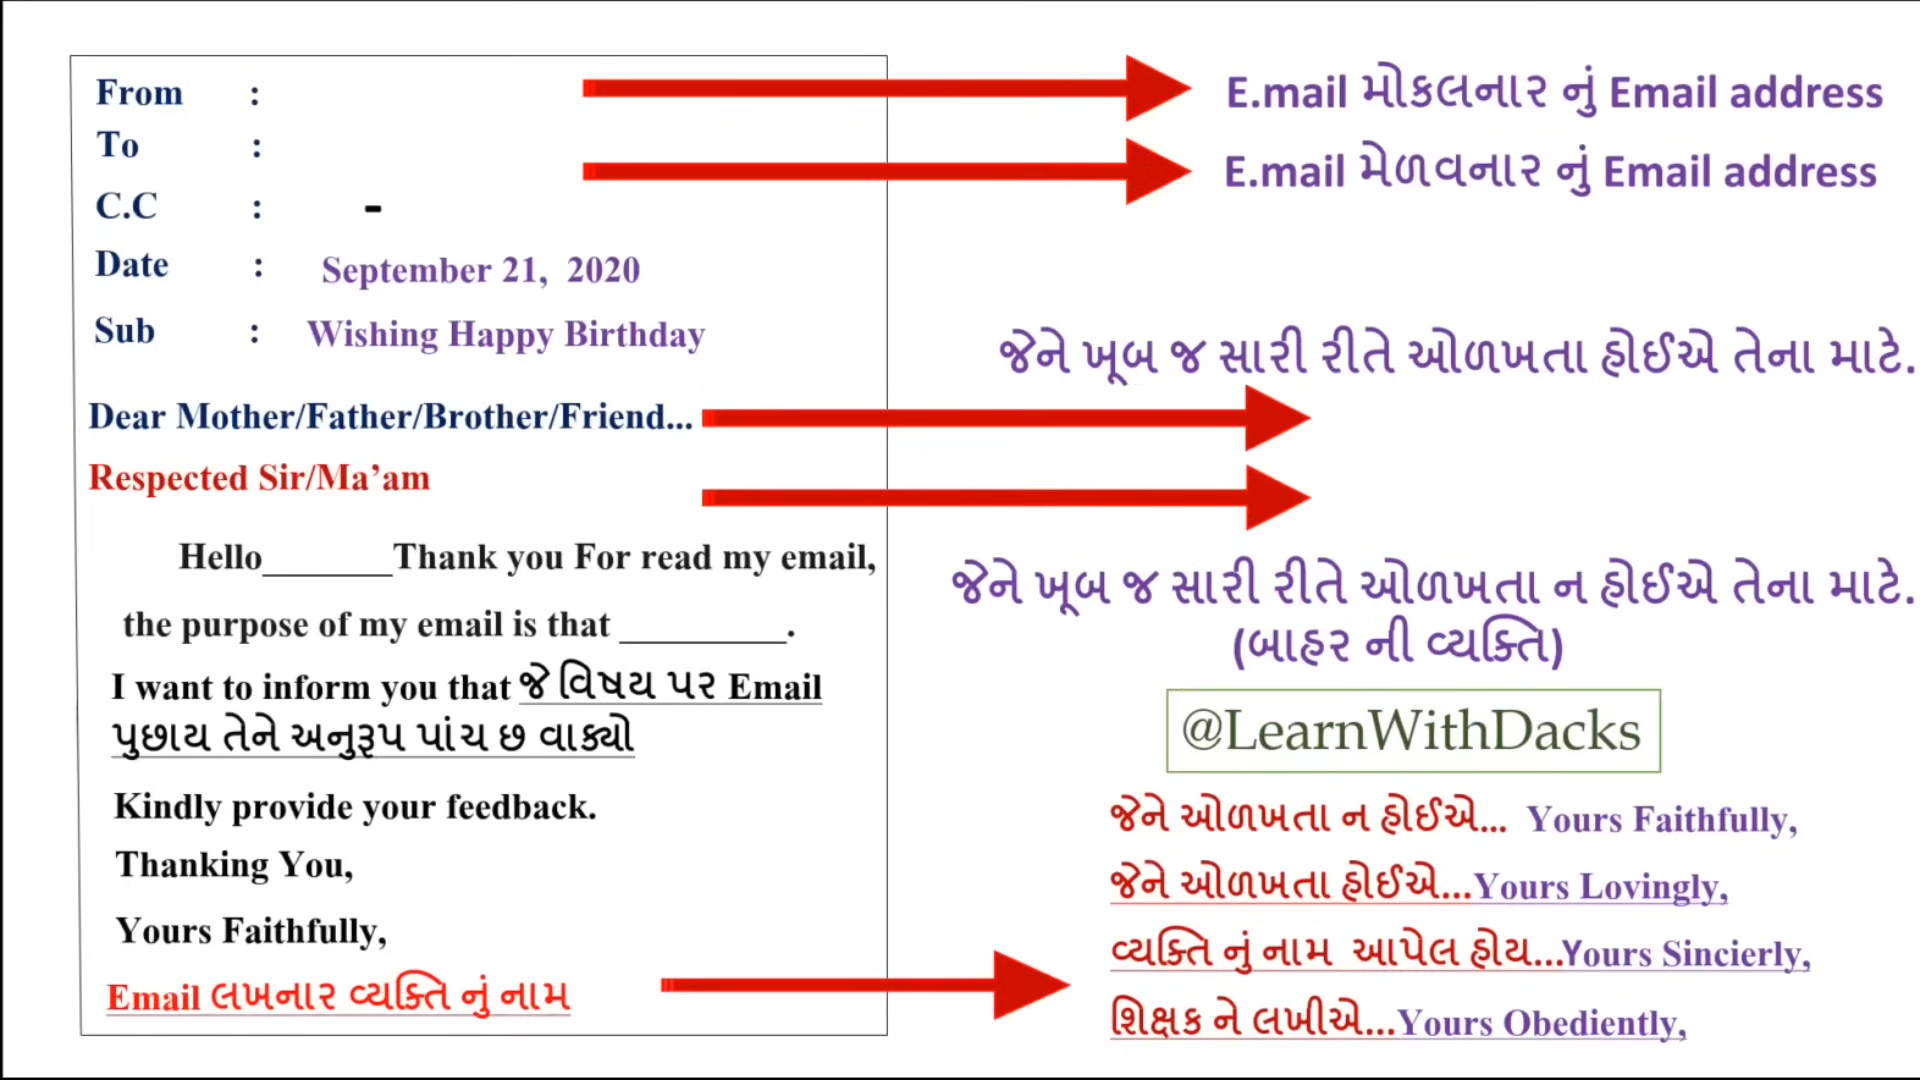 From :
To :
C.C : -
Date : September 21, 2020
Sub : Wishing Happy Birthday
Dear Mother/Father/Brother/Friend...
Respected Sir/Ma’am
Hello_______Thank you For read my email,
the purpose of my email is that _________.
I want to inform you that જે વિષય પર Email
પુછાય તેને અનુરૂપ પાંચ છ વાક્યો
Kindly provide your feedback.
Thanking You,
Yours Faithfully,
Email લખનાર વ્યક્તિ નું નામ
E.mail મોકલનાર નું Email address
E.mail મેળવનાર નું Email address
જેને ખૂબ જ સારી રીતે ઓળખતા હોઈએ તેના માટે.
જેને ખૂબ જ સારી રીતે ઓળખતા ન હોઈએ તેના માટે.
(બાહર ની વ્યક્તિ)
@LearnWithDacks
જેને ઓળખતા ન હોઈએ... Yours Faithfully,
જેને ઓળખતા હોઈએ...Yours Lovingly,
વ્યક્તિ નું નામ આપેલ હોય...Yours Sincierly,
શિક્ષક ને લખીએ...Yours Obediently,